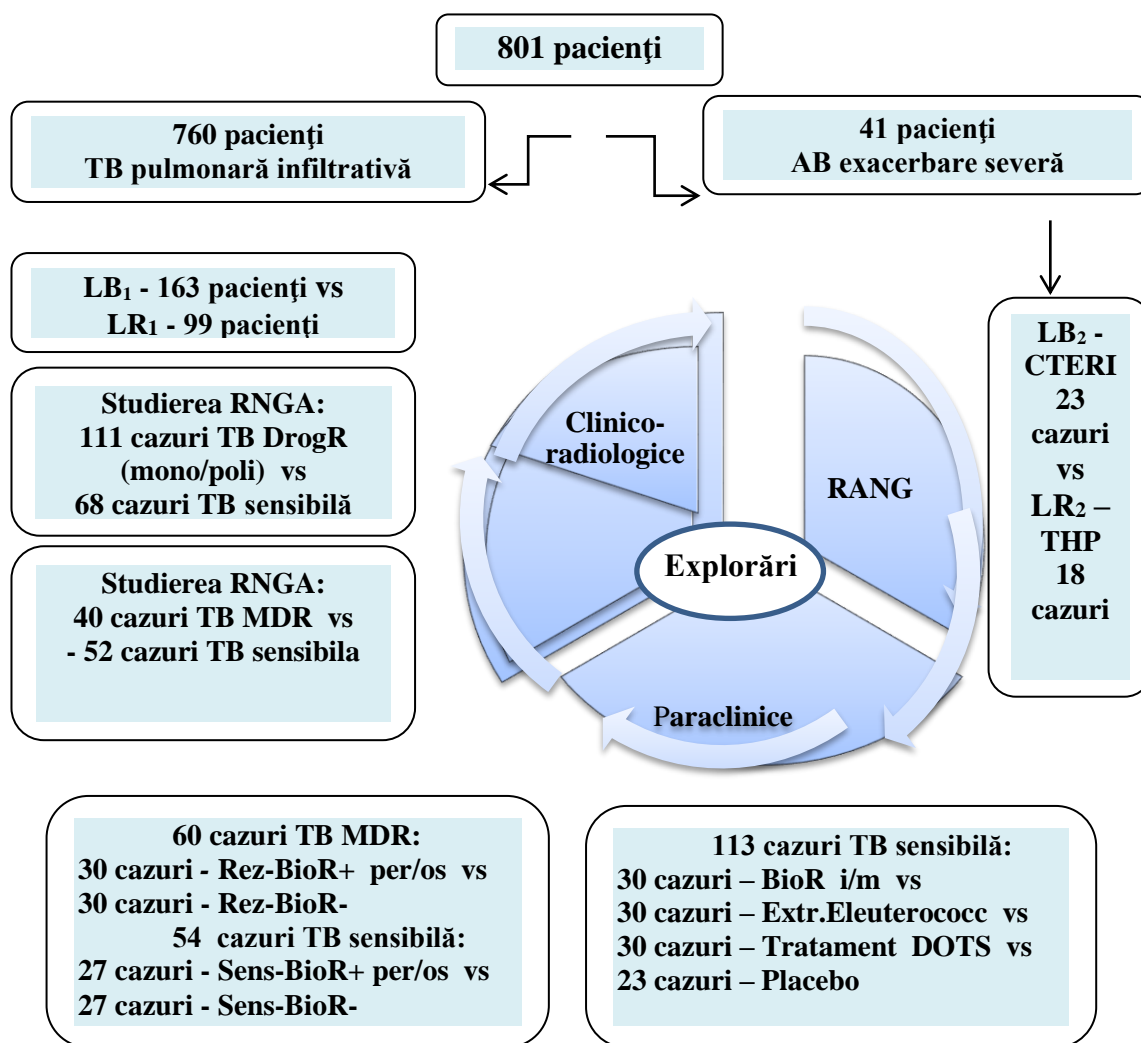 801 pacienţi
760 pacienţi
TB pulmonară infiltrativă
41 pacienţi
AB exacerbare severă
LB₁ - 163 pacienţi vs
LR₁ - 99 pacienţi
Studierea RNGA:
111 cazuri TB DrogR
(mono/poli) vs
68 cazuri TB sensibilă
Studierea RNGA:
40 cazuri TB MDR vs
- 52 cazuri TB sensibila
Clinico-
radiologice
RANG
Explorări
Paraclinice
LB₂ -
CTERI
23
cazuri
vs
LR₂ –
THP
18
cazuri
60 cazuri TB MDR:
30 cazuri - Rez-BioR+ per/os vs
30 cazuri - Rez-BioR-
54 cazuri TB sensibilă:
27 cazuri - Sens-BioR+ per/os vs
27 cazuri - Sens-BioR-
113 cazuri TB sensibilă:
30 cazuri – BioR i/m vs
30 cazuri – Extr.Eleuterococc vs
30 cazuri – Tratament DOTS vs
23 cazuri – Placebo